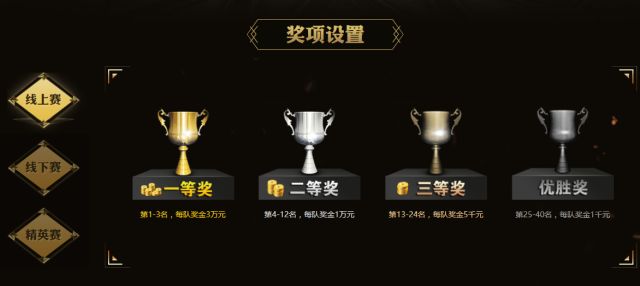 奖项设置
线上赛
线下赛
精英赛
一等奖
二等奖
三等奖
优胜奖
第1-3名，每队奖金3万元
第4-12名，每队奖金1万元
第13-24名，每队奖金5千元
第25-40名，每队奖金1千元